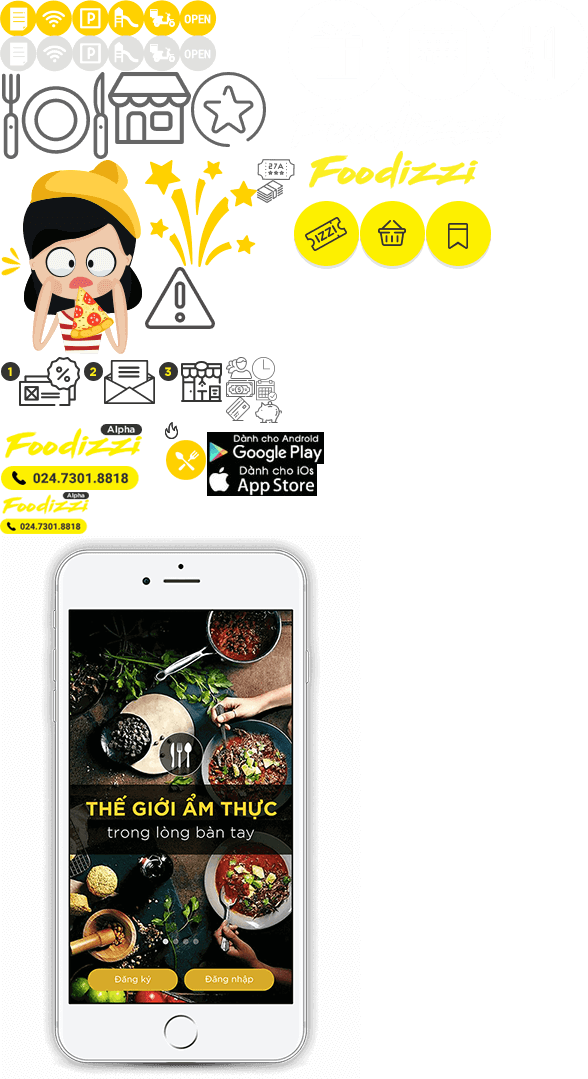 P
OPEN
P
OPEN
27A
Foodizzi
IZZI
1
2
3
%
$
Alpha
Foodizzi
024.7301.8818
Dành cho Android
Google Play
Dành cho iOs
App Store
Alpha
Foodizzi
024.7301.8818
THẾ GIỚI ẨM THỰC
trong lòng bàn tay
Đăng ký
Đăng nhập